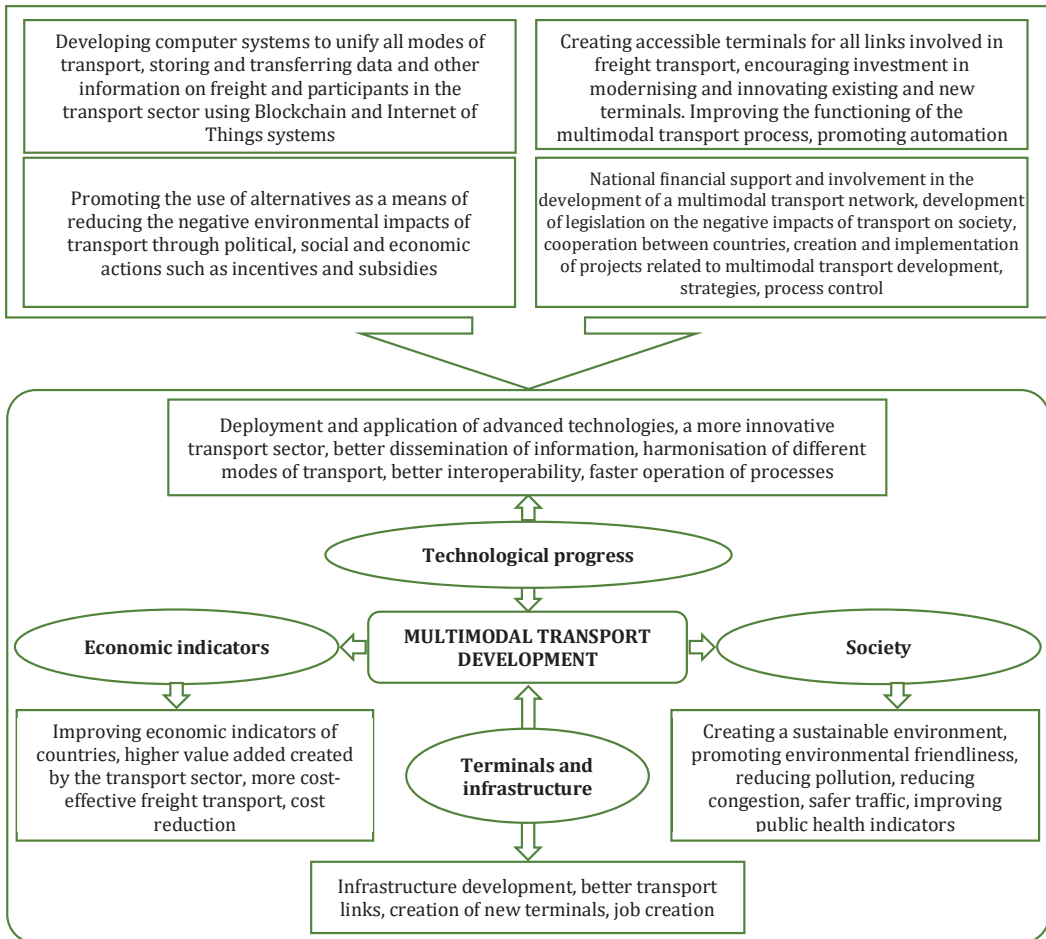 Developing computer systems to unify all modes of
transport, storing and transferring data and other
information on freight and participants in the
transport sector using Blockchain and Internet of
Things systems
Creating accessible terminals for all links involved in
freight transport, encouraging investment in
modernising and innovating existing and new
terminals. Improving the functioning of the
multimodal transport process, promoting automation
Promoting the use of alternatives as a means of
reducing the negative environmental impacts of
transport through political, social and economic
actions such as incentives and subsidies
National financial support and involvement in the
development of a multimodal transport network, development
of legislation on the negative impacts of transport on society,
cooperation between countries, creation and implementation
of projects related to multimodal transport development,
strategies, process control
Deployment and application of advanced technologies, a more innovative
transport sector, better dissemination of information, harmonisation of different
modes of transport, better interoperability, faster operation of processes
Technological progress
Economic indicators
MULTIMODAL TRANSPORT
DEVELOPMENT
Society
Improving economic indicators of
countries, higher value added created
by the transport sector, more cost-
effective freight transport, cost
reduction
Terminals and
infrastructure
Creating a sustainable environment,
promoting environmental friendliness,
reducing pollution, reducing
congestion, safer traffic, improving
public health indicators
Infrastructure development, better transport
links, creation of new terminals, job creation